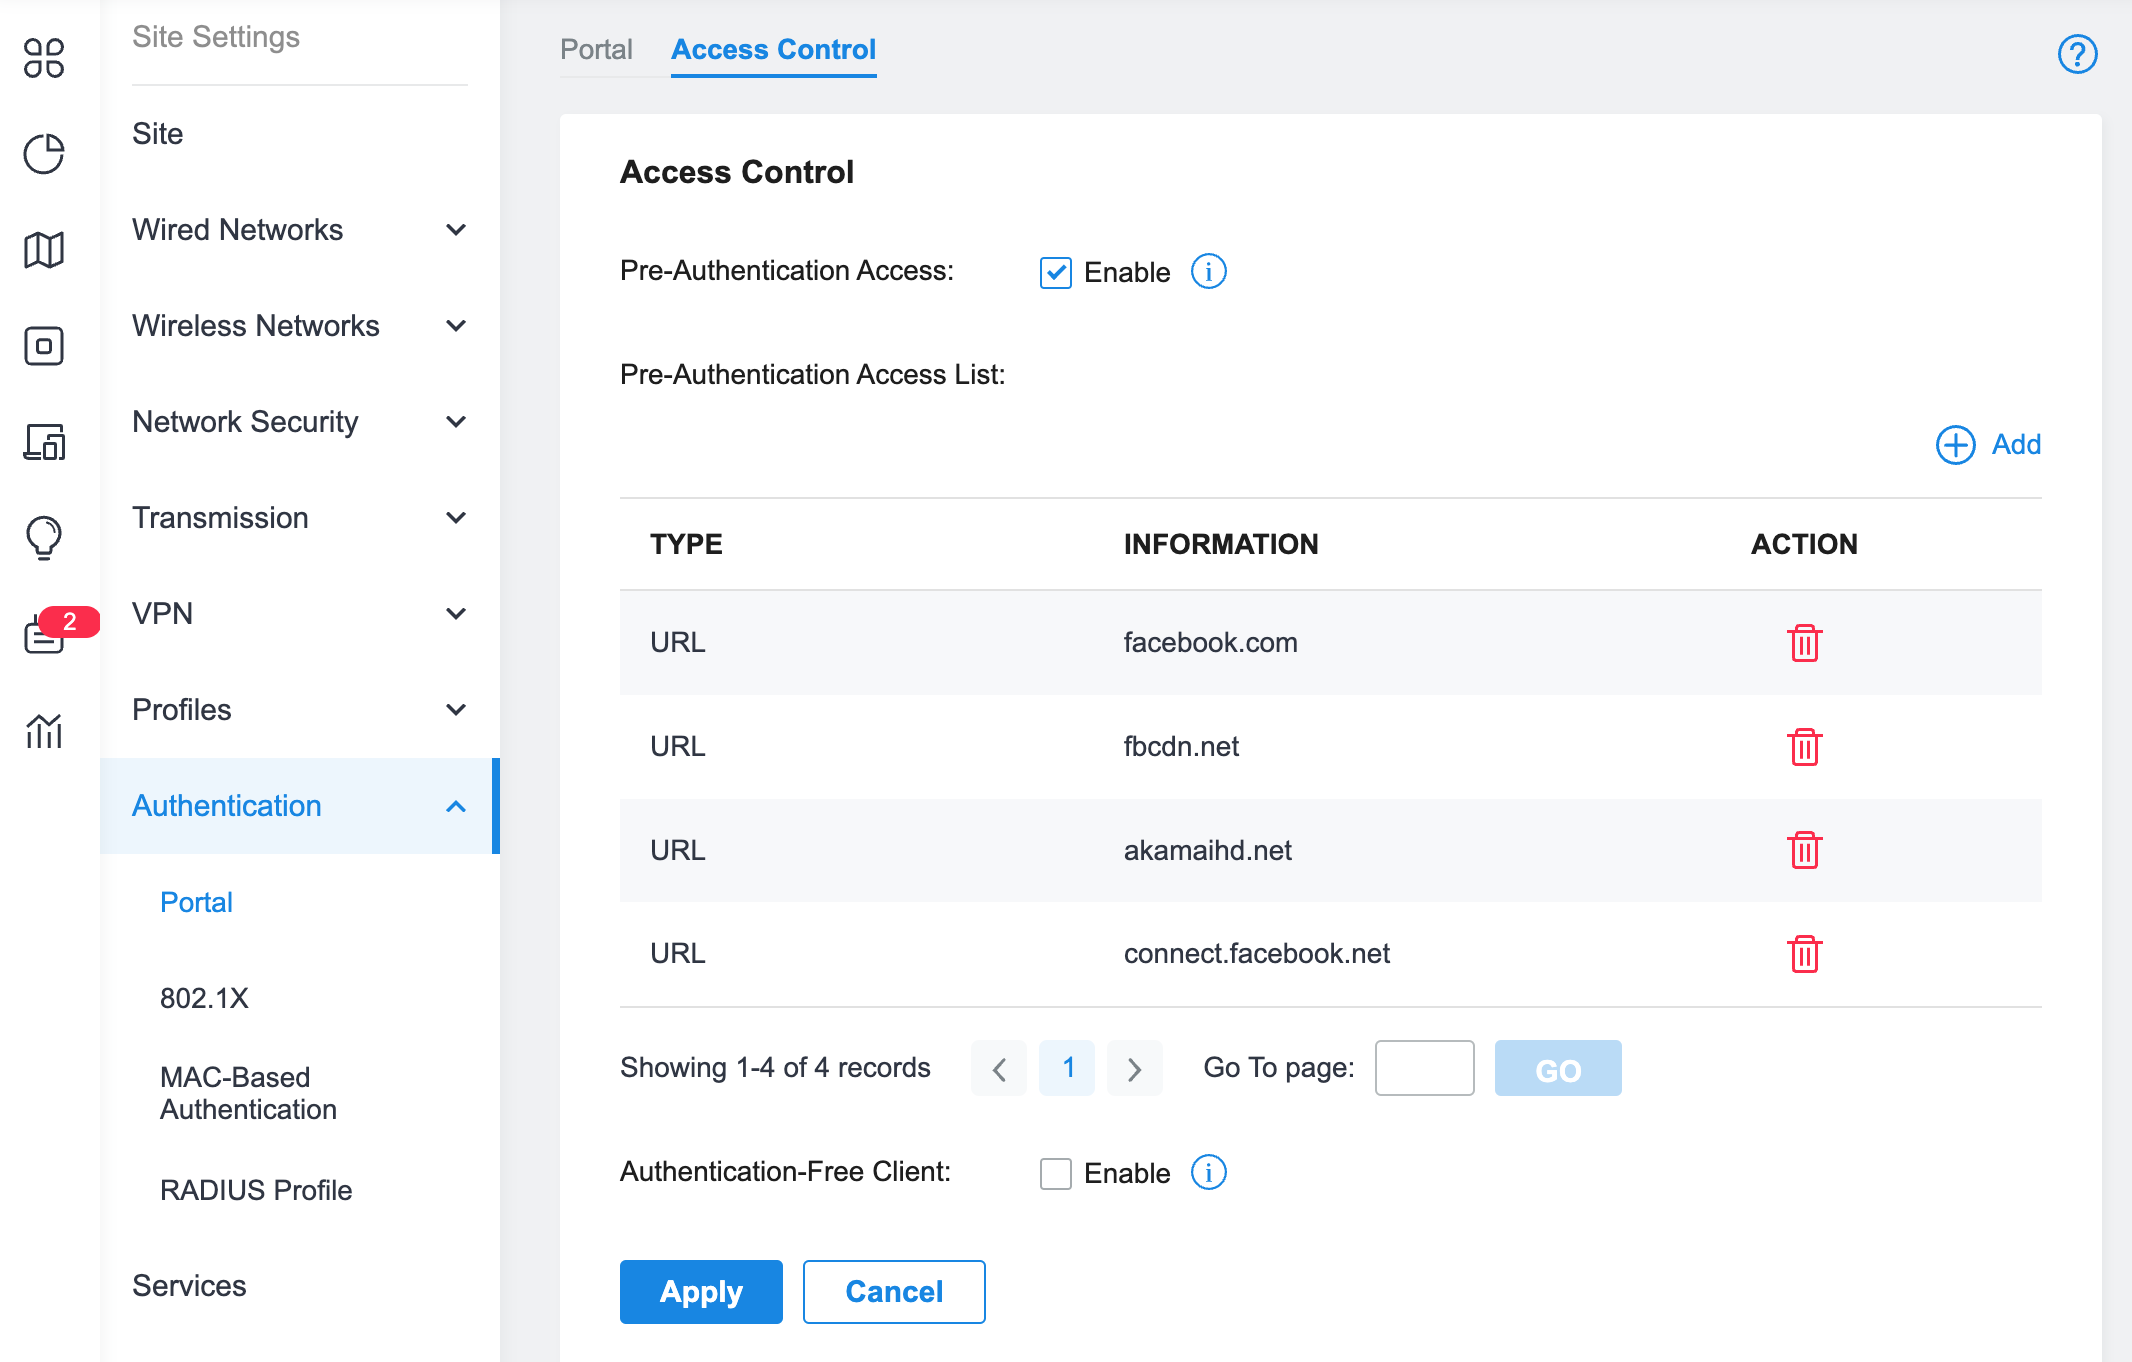 Site Settings
Site
Wired Networks
Wireless Networks
Network Security
Transmission
VPN
2
Profiles
Authentication
Portal
802.1X
MAC-Based
Authentication
RADIUS Profile
Services
Portal Access Control
?
Access Control
Pre-Authentication Access: Enable i
Pre-Authentication Access List:
Add
TYPE INFORMATION ACTION
URL facebook.com
URL fbcdn.net
URL akamaihd.net
URL connect.facebook.net
Showing 1-4 of 4 records < 1 > Go To page: GO
Authentication-Free Client: Enable i
Apply Cancel